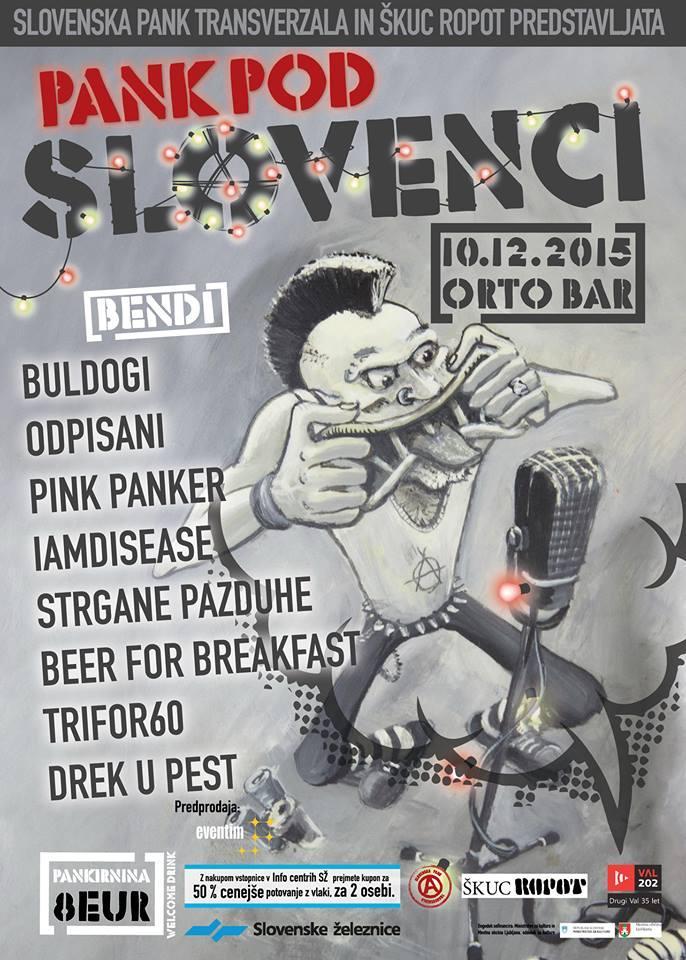 SLOVENSKA PANK TRANSVERZALA IN ŠKUC ROPOT PREDSTAVLJATA
PANK POD
SLOVENCI
10.12.2015
ORTO BAR
BENDI
BULDOGI
ODPISANI
PINK PANKER
IAMDISEASE
STRGANE PAZDUHE
BEER FOR BREAKFAST
TRIFOR60
DREK U PEST
Predprodaja:
eventim
PANKIRNINA
8EUR
WELCOME DRINK
Z nakupom vstopnice v Info centrih SŽ prejmete kupon za
50 % cenejše potovanje z vlaki, za 2 osebi.
Slovenske železnice
ŠKUC ROPOT
VAL
202
Drugi Val 35 let